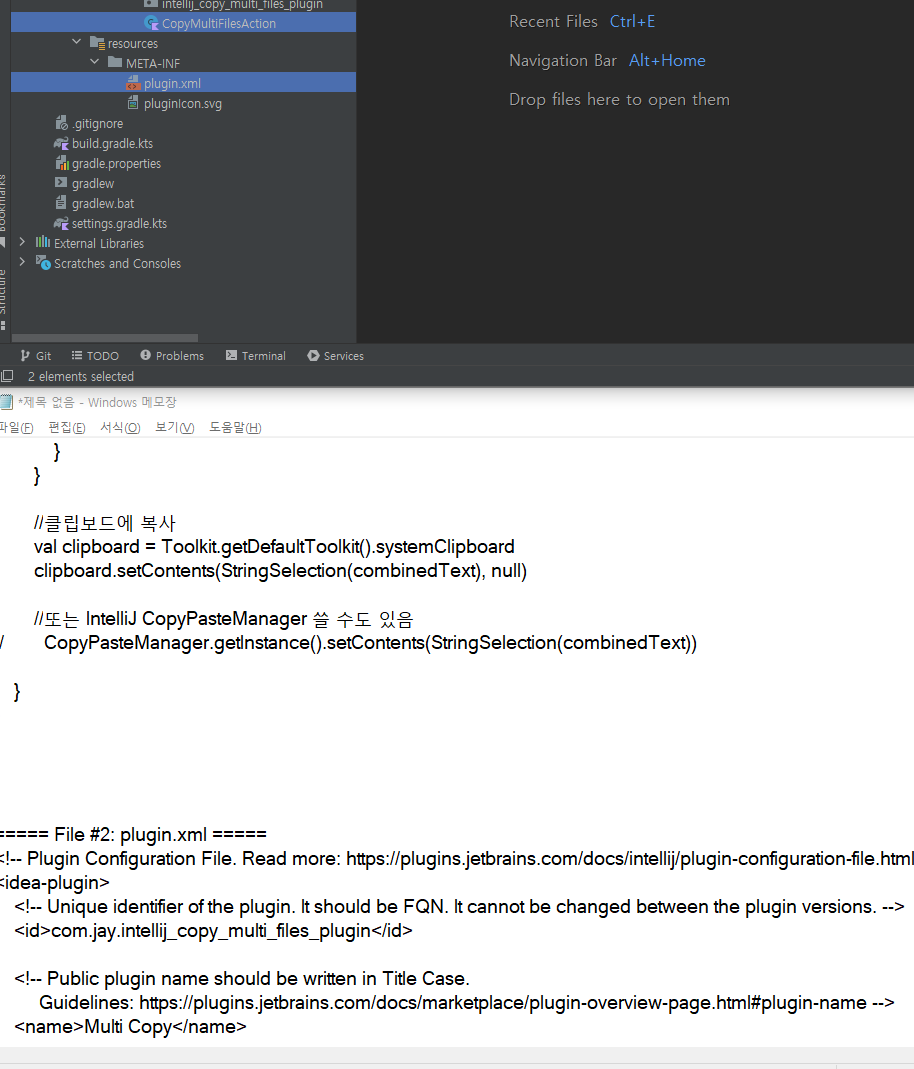 intellij_copy_multi_files_plugin
CopyMultiFilesAction
resources
META-INF
plugin.xml
pluginIcon.svg
.gitignore
build.gradle.kts
gradle.properties
gradlew
gradlew.bat
settings.gradle.kts
External Libraries
Scratches and Consoles
Bookmarks
Structure
Recent Files Ctrl+E
Navigation Bar Alt+Home
Drop files here to open them
Git TODO Problems Terminal Services
2 elements selected
*제목 없음 - Windows 메모장
파일(F) 편집(E) 서식(O) 보기(V) 도움말(H)
}
}
//클립보드에 복사
val clipboard = Toolkit.getDefaultToolkit().systemClipboard
clipboard.setContents(StringSelection(combinedText), null)
//또는 IntelliJ CopyPasteManager 쓸 수도 있음
/ CopyPasteManager.getInstance().setContents(StringSelection(combinedText))
}
===== File #2: plugin.xml =====
<!-- Plugin Configuration File. Read more: https://plugins.jetbrains.com/docs/intellij/plugin-configuration-file.html
<idea-plugin>
<!-- Unique identifier of the plugin. It should be FQN. It cannot be changed between the plugin versions. -->
<id>com.jay.intellij_copy_multi_files_plugin</id>
<!-- Public plugin name should be written in Title Case.
Guidelines: https://plugins.jetbrains.com/docs/marketplace/plugin-overview-page.html#plugin-name -->
<name>Multi Copy</name>